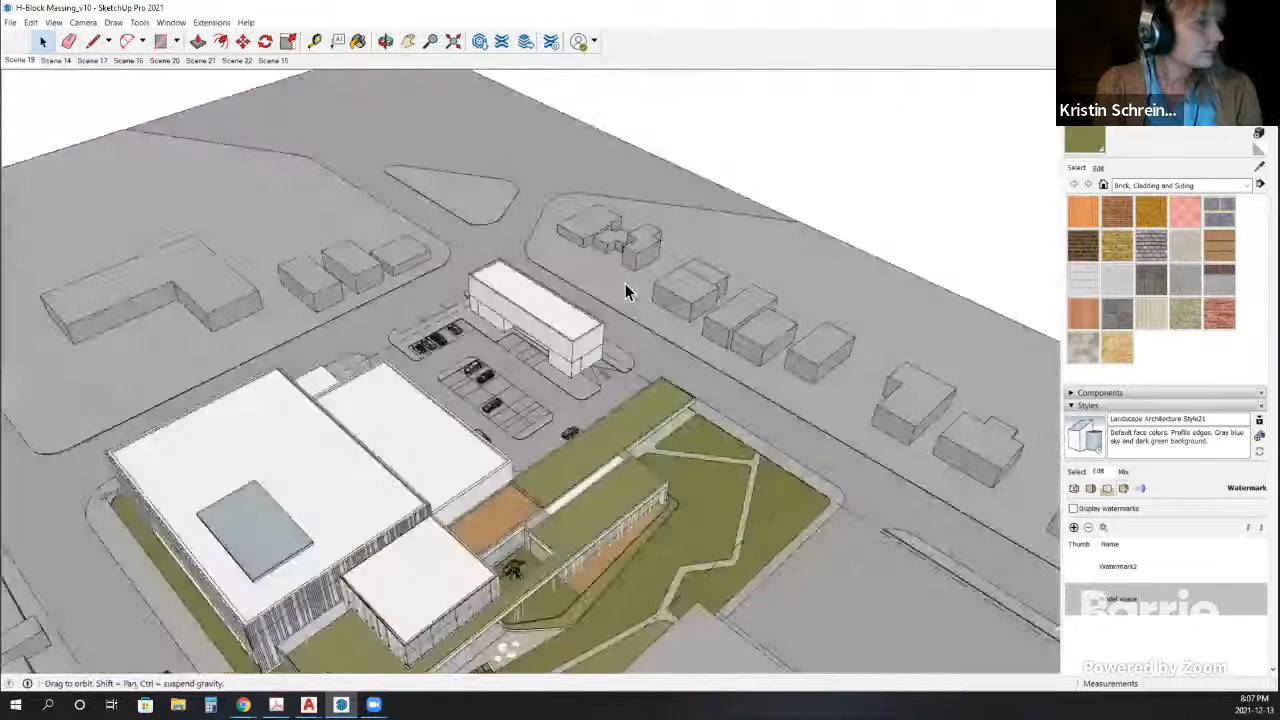 H-Block Massing_v10 - SketchUp Pro 2021
File Edit View Camera Draw Tools Window Extensions Help
Scene 19 Scene 14 Scene 17 Scene 16 Scene 20 Scene 21 Scene 22 Scene 15
Kristin Schrein...
Select Edit
Brick, Cladding and Siding
Components
Styles
Landscape Architecture Style21
Default face colors. Profile edges. Gray blue
sky and dark green background.
Select Edit Mix
Watermark
Display watermarks
Thumb Name
Watermark2
Barrio
Powered by Zoom
Drag to orbit. Shift = Pan, Ctrl = suspend gravity.
Measurements
8:07 PM
2021-12-13